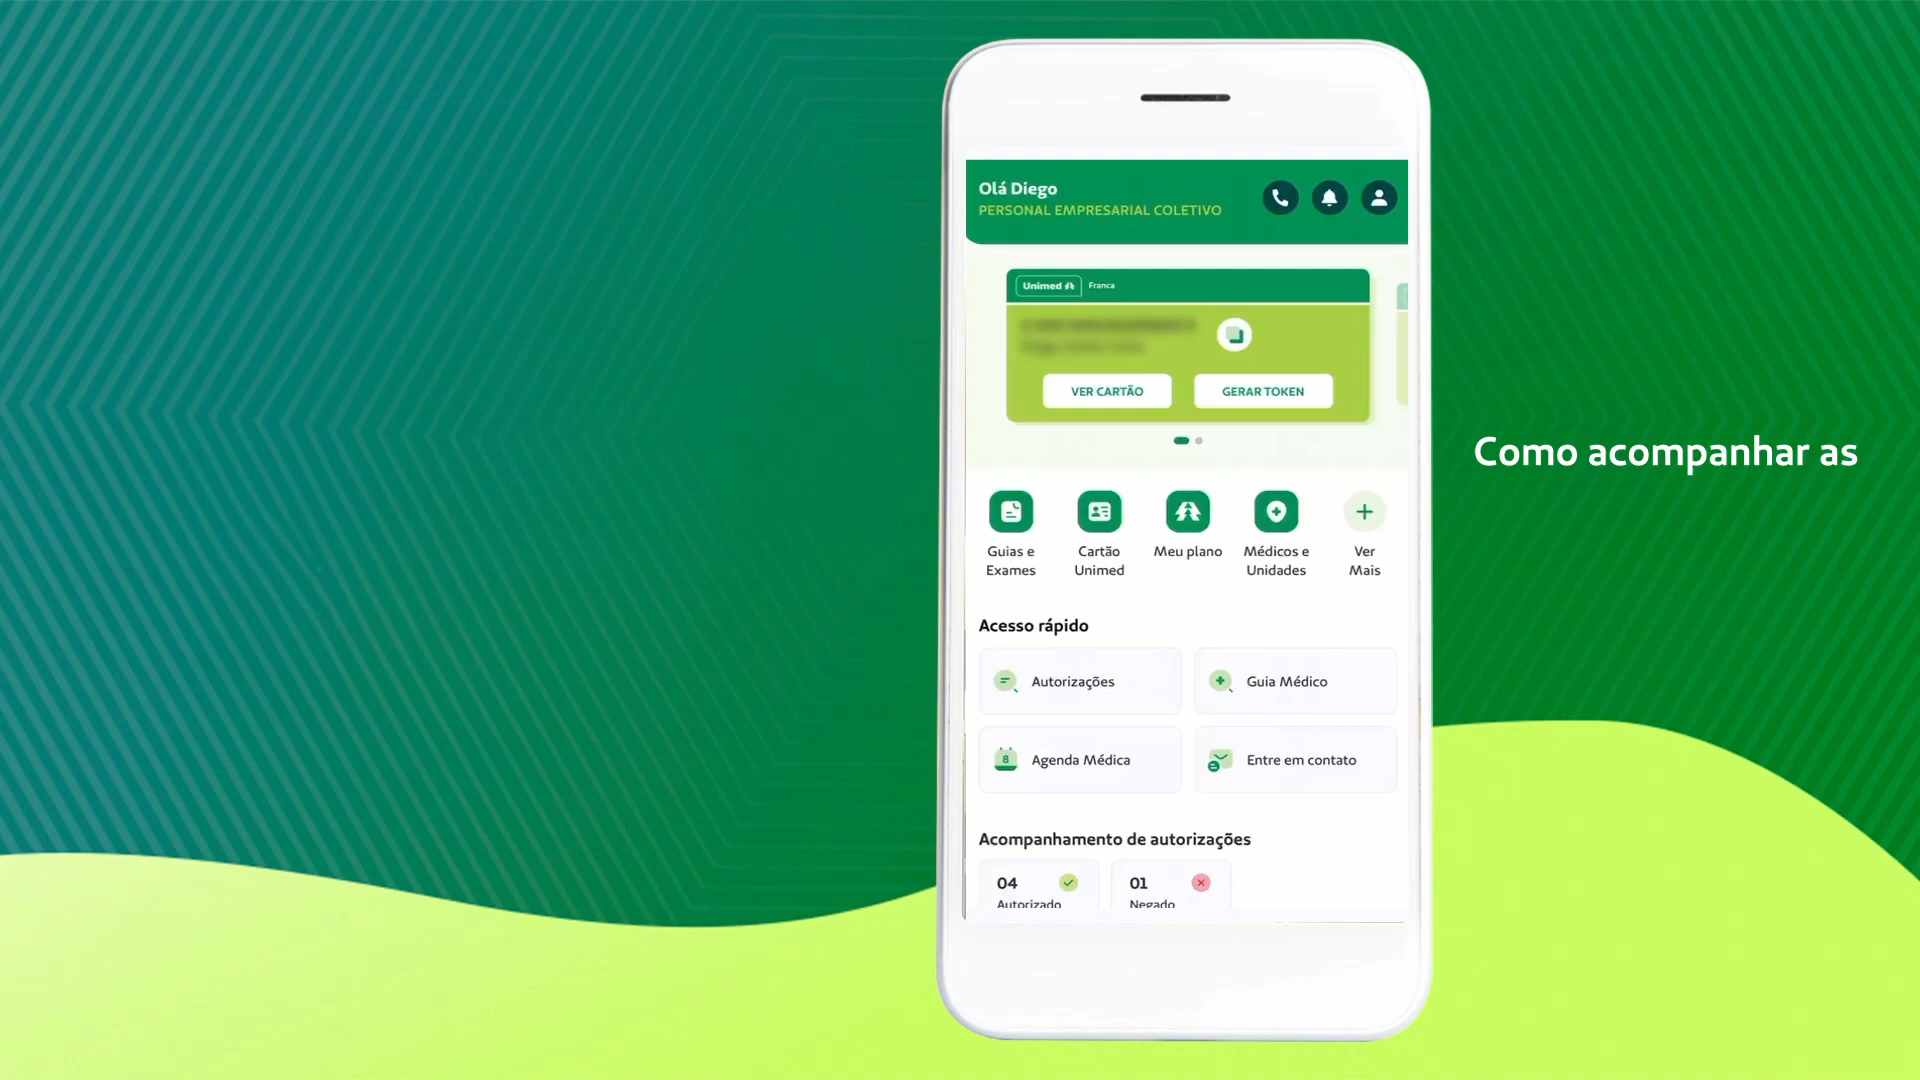 Olá Diego
PERSONAL EMPRESARIAL COLETIVO
Unimed Franca
VER CARTÃO
GERAR TOKEN
Guias e
Exames
Cartão
Unimed
Meu plano
Médicos e
Unidades
Ver
Mais
Como acompanhar as
Acesso rápido
Autorizações
Guia Médico
8
Agenda Médica
Entre em contato
Acompanhamento de autorizações
04
Autorizado
01
Negado